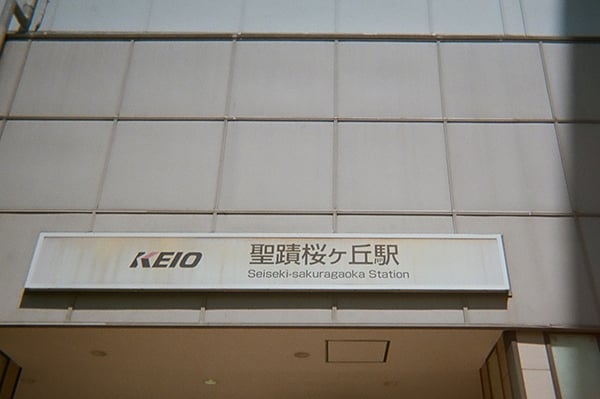 KEIO
聖蹟桜ヶ丘駅
Seiseki-sakuragaoka Station